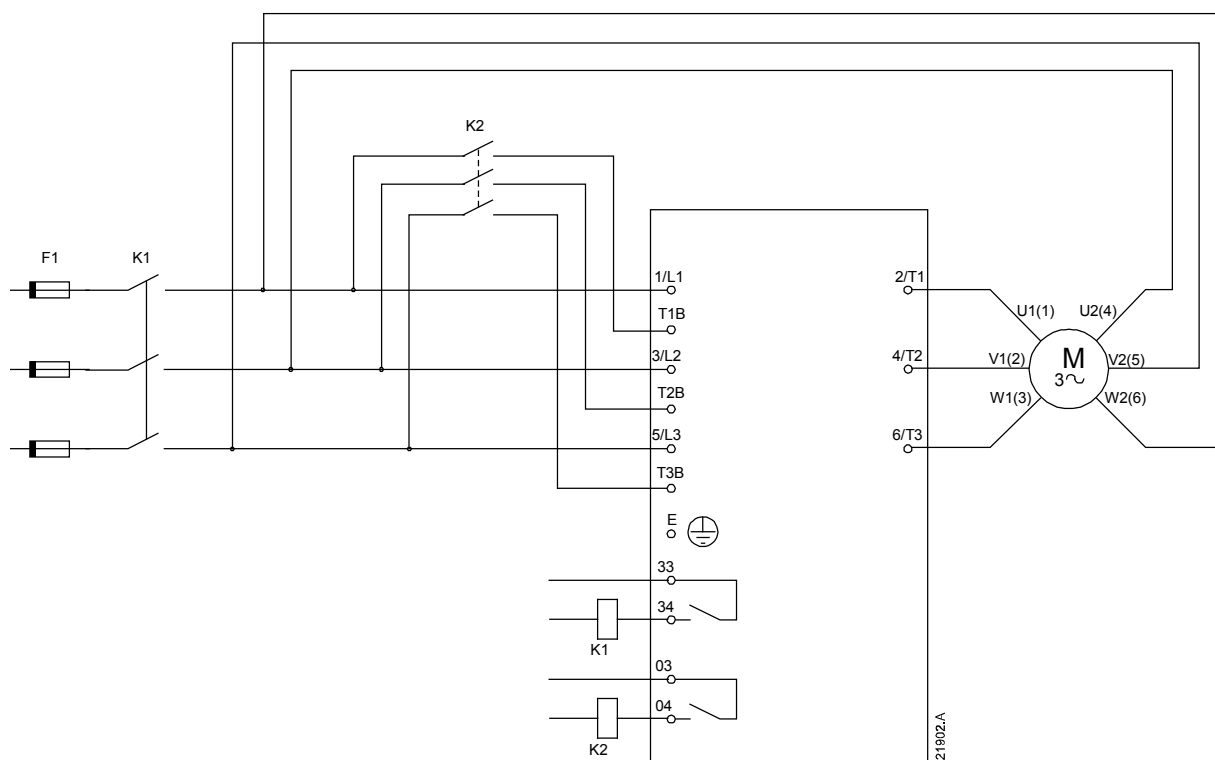 K2
F1
K1
1/L1
2/T1
T1B
U1(1)
U2(4)
3/L2
4/T2
V1(2)
M
3~
V2(5)
T2B
W1(3)
W2(6)
5/L3
6/T3
T3B
E
33
34
K1
03
04
K2
21902.A